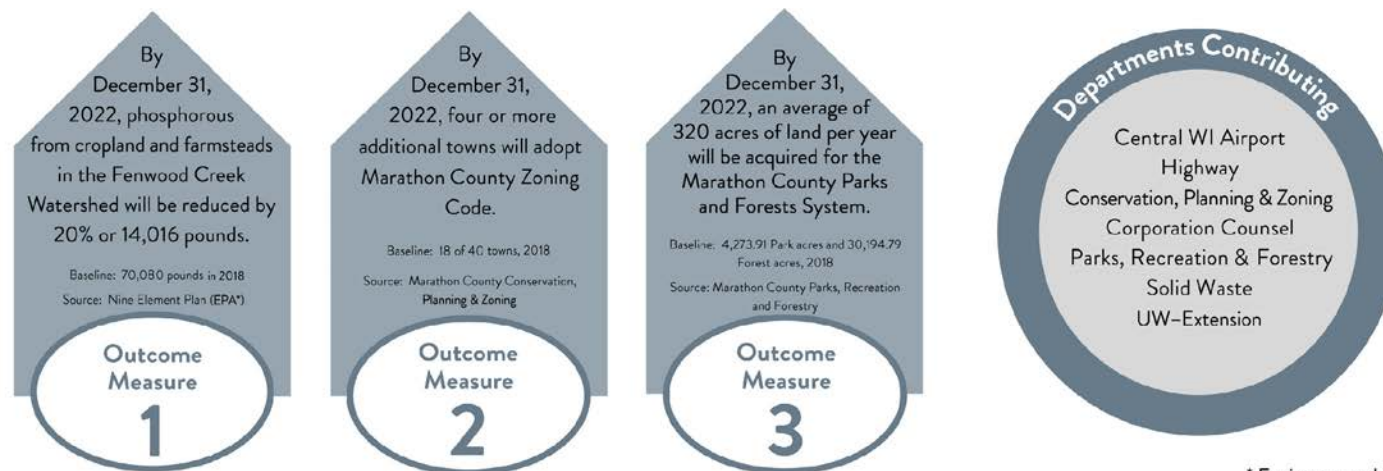 By
December 31,
2022, phosphorous
from cropland and farmsteads
in the Fenwood Creek
Watershed will be reduced by
20% or 14,016 pounds.
Baseline: 70,080 pounds in 2018
Source: Nine Element Plan (EPA*)
Outcome
Measure
1
By
December 31,
2022, four or more
additional towns will adopt
Marathon County Zoning
Code.
Baseline: 18 of 40 towns, 2018
Source: Marathon County Conservation,
Planning & Zoning
Outcome
Measure
2
By
December 31,
2022, an average of
320 acres of land per year
will be acquired for the
Marathon County Parks
and Forests System.
Baseline: 4,273.91 Park acres and 30,194.79
Forest acres, 2018
Source: Marathon County Parks, Recreation
and Forestry
Outcome
Measure
3
Departments Contributing
Central WI Airport
Highway
Conservation, Planning & Zoning
Corporation Counsel
Parks, Recreation & Forestry
Solid Waste
UW–Extension